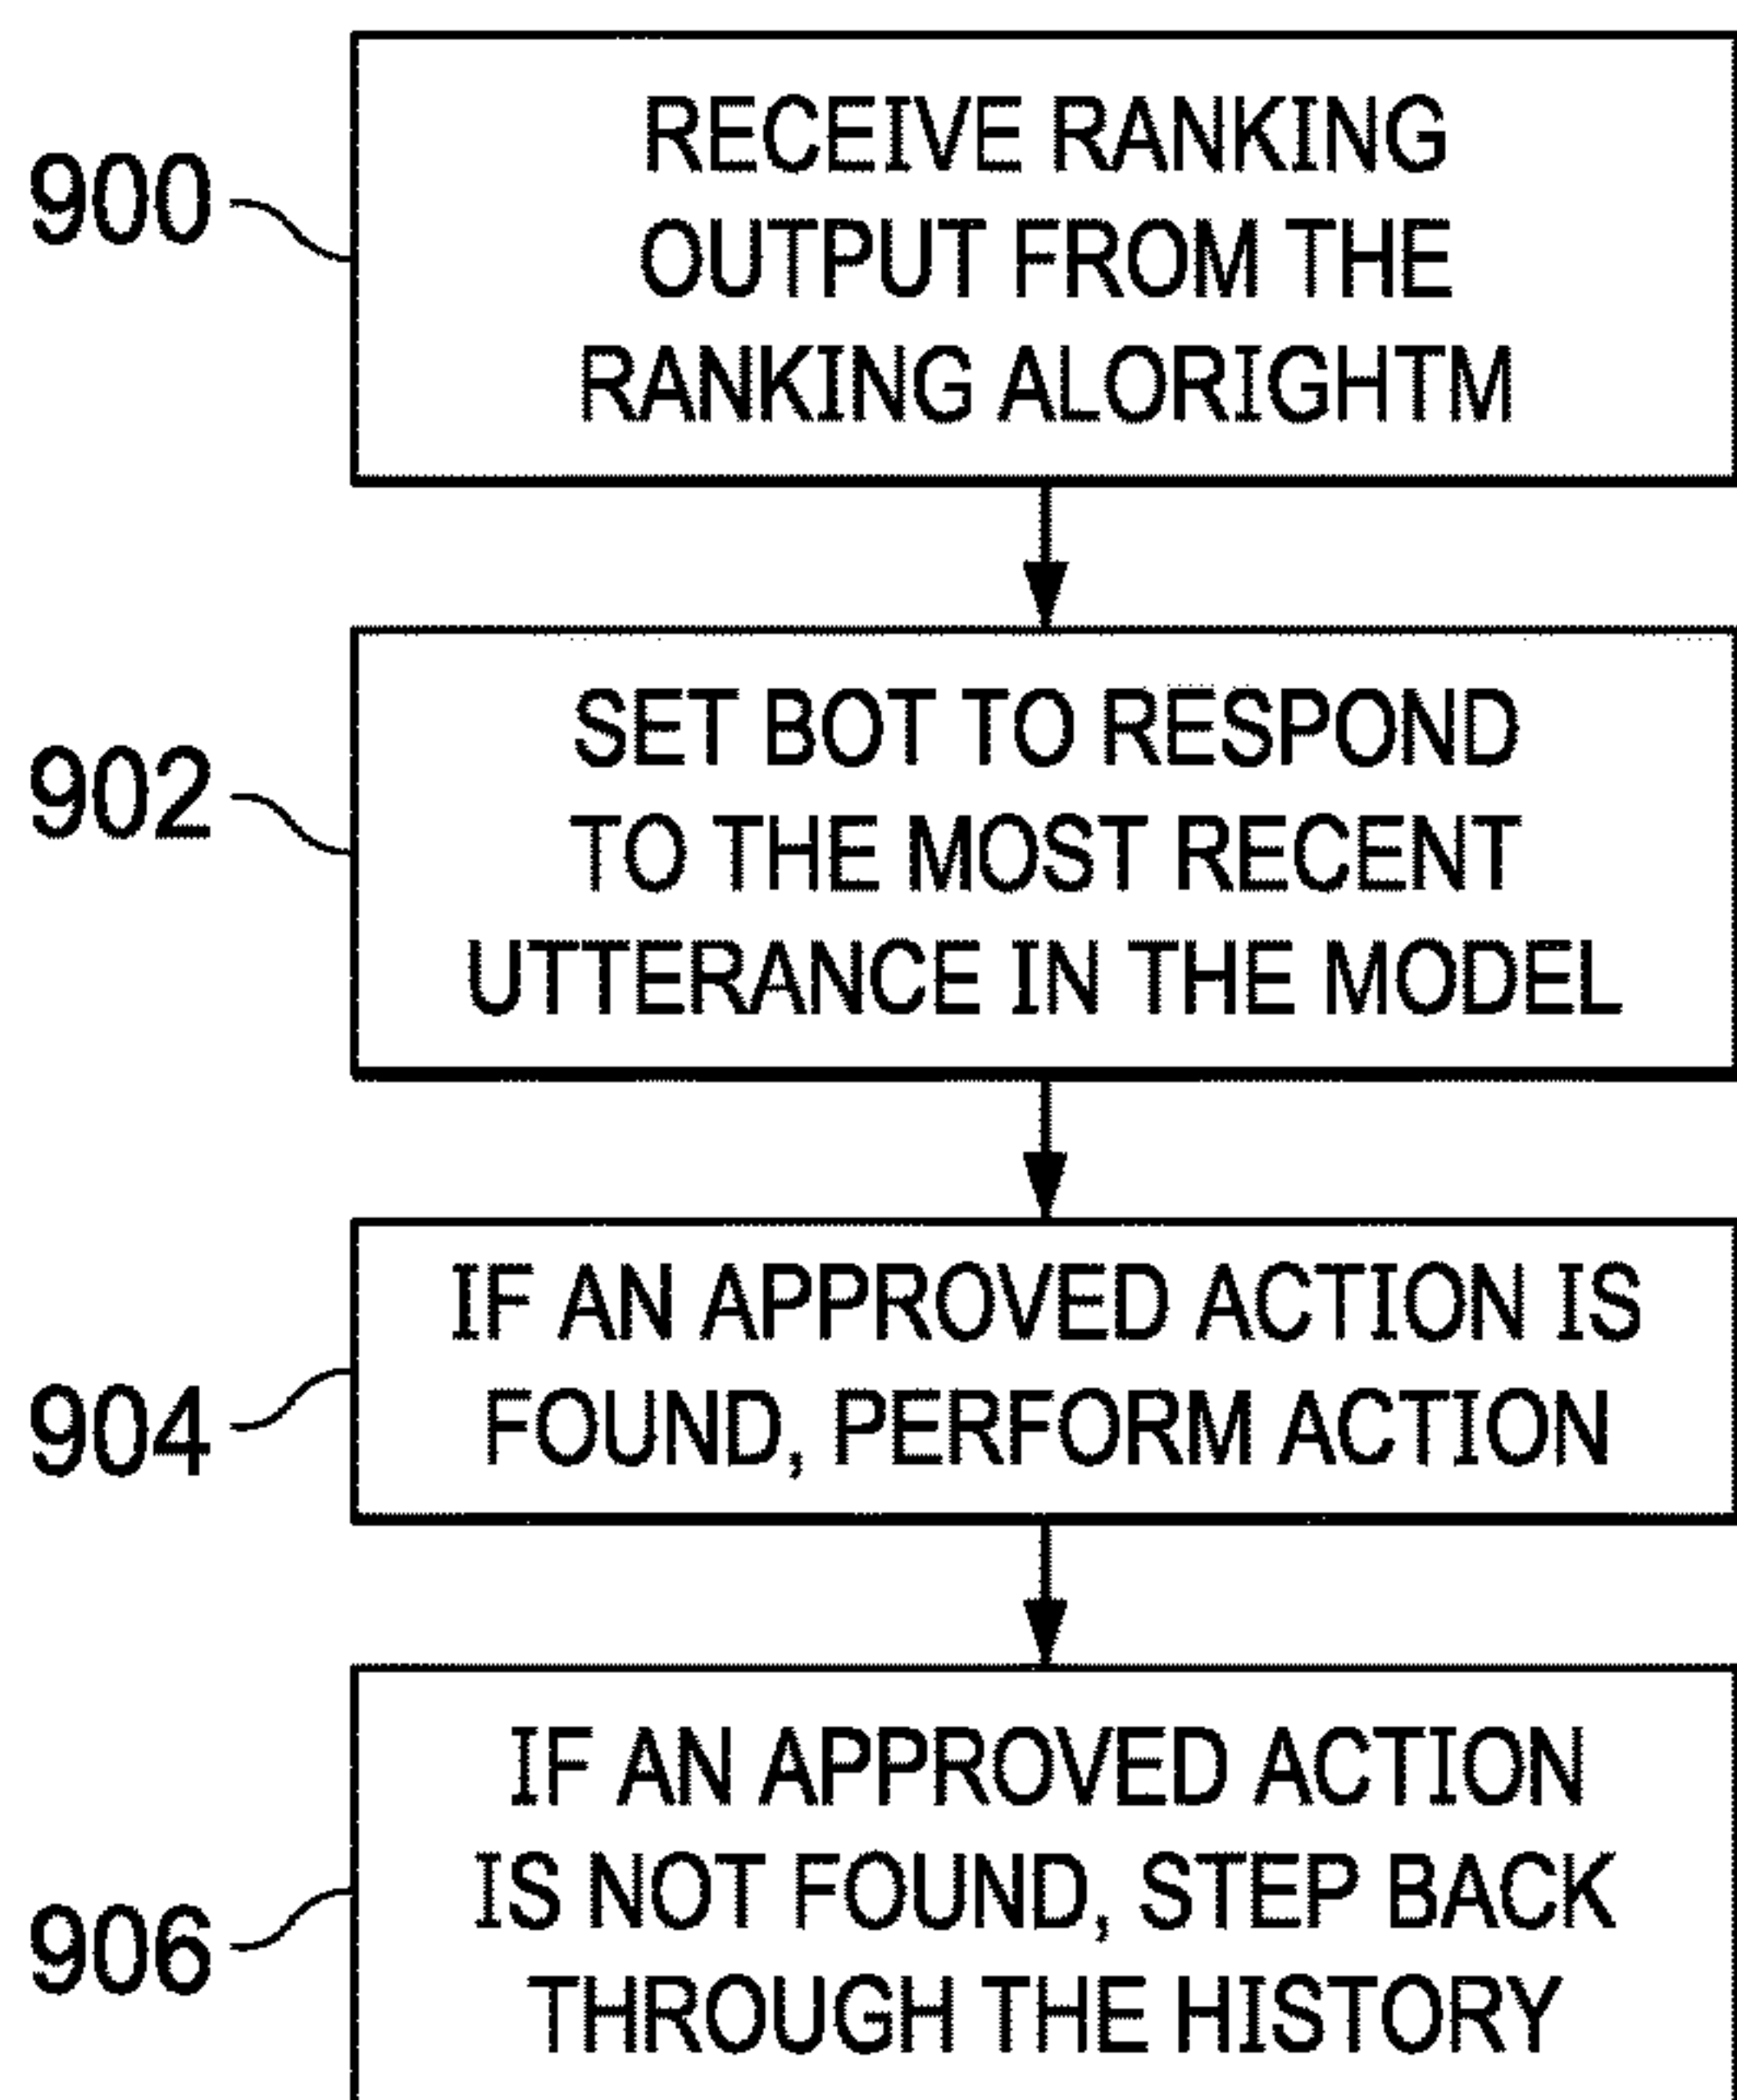 900
RECEIVE RANKING
OUTPUT FROM THE
RANKING ALORIGHTM
902
SET BOT TO RESPOND
TO THE MOST RECENT
UTTERANCE IN THE MODEL
904
IF AN APPROVED ACTION IS
FOUND, PERFORM ACTION
906
IF AN APPROVED ACTION
IS NOT FOUND, STEP BACK
THROUGH THE HISTORY